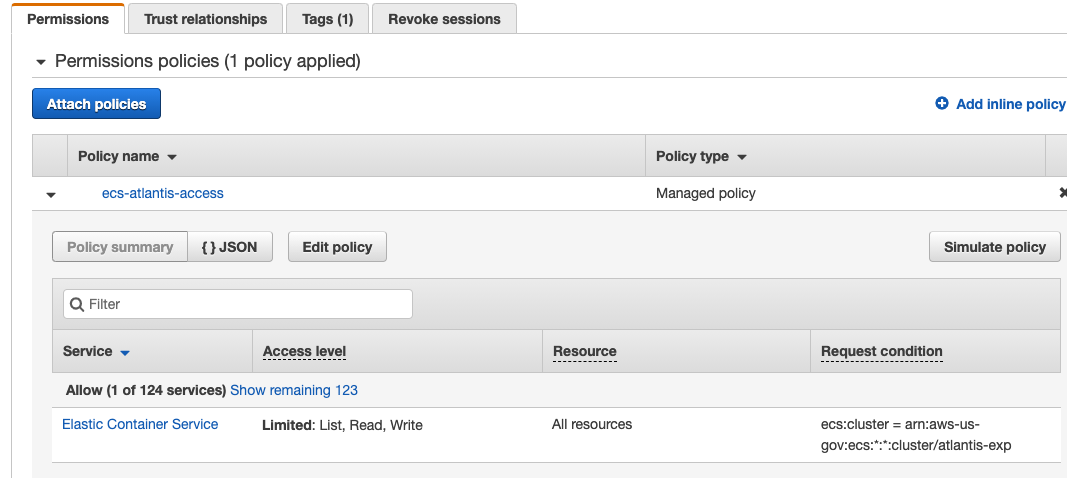 Permissions Trust relationships Tags (1) Revoke sessions
Permissions policies (1 policy applied)
Attach policies Add inline policy
Policy name Policy type
ecs-atlantis-access Managed policy
Policy summary { } JSON Edit policy Simulate policy
Filter
Service Access level Resource Request condition
Allow (1 of 124 services) Show remaining 123
Elastic Container Service Limited: List, Read, Write All resources ecs:cluster = arn:aws-us-
gov:ecs:*:*:cluster/atlantis-exp